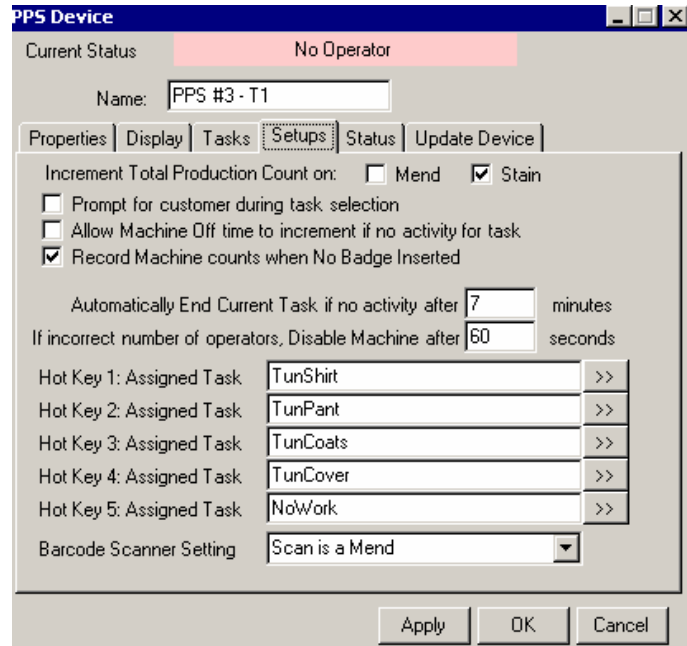 PPS Device
Current Status No Operator
Name: PPS #3 - T1
Properties Display Tasks Setups Status Update Device
Increment Total Production Count on: Mend Stain
Prompt for customer during task selection
Allow Machine Off time to increment if no activity for task
Record Machine counts when No Badge Inserted
Automatically End Current Task if no activity after 7 minutes
If incorrect number of operators, Disable Machine after 60 seconds
Hot Key 1: Assigned Task TunShirt >>
Hot Key 2: Assigned Task TunPant >>
Hot Key 3: Assigned Task TunCoats >>
Hot Key 4: Assigned Task TunCover >>
Hot Key 5: Assigned Task NoWork >>
Barcode Scanner Setting Scan is a Mend
Apply OK Cancel